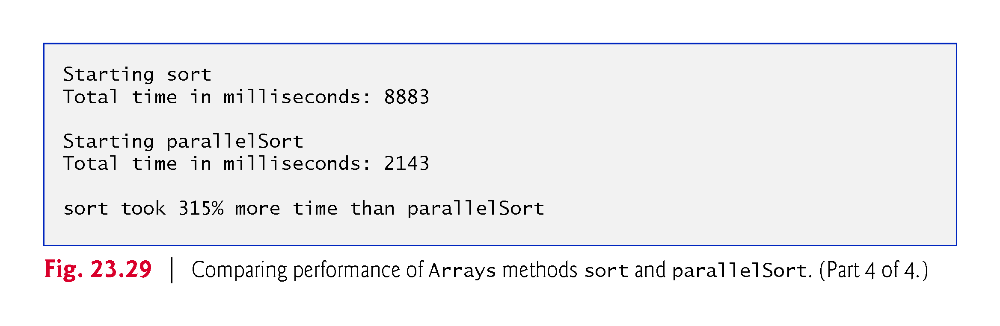 Starting sort
Total time in milliseconds: 8883
Starting parallelSort
Total time in milliseconds: 2143
sort took 315% more time than parallelSort
Fig. 23.29 | Comparing performance of Arrays methods sort and parallelSort. (Part 4 of 4.)